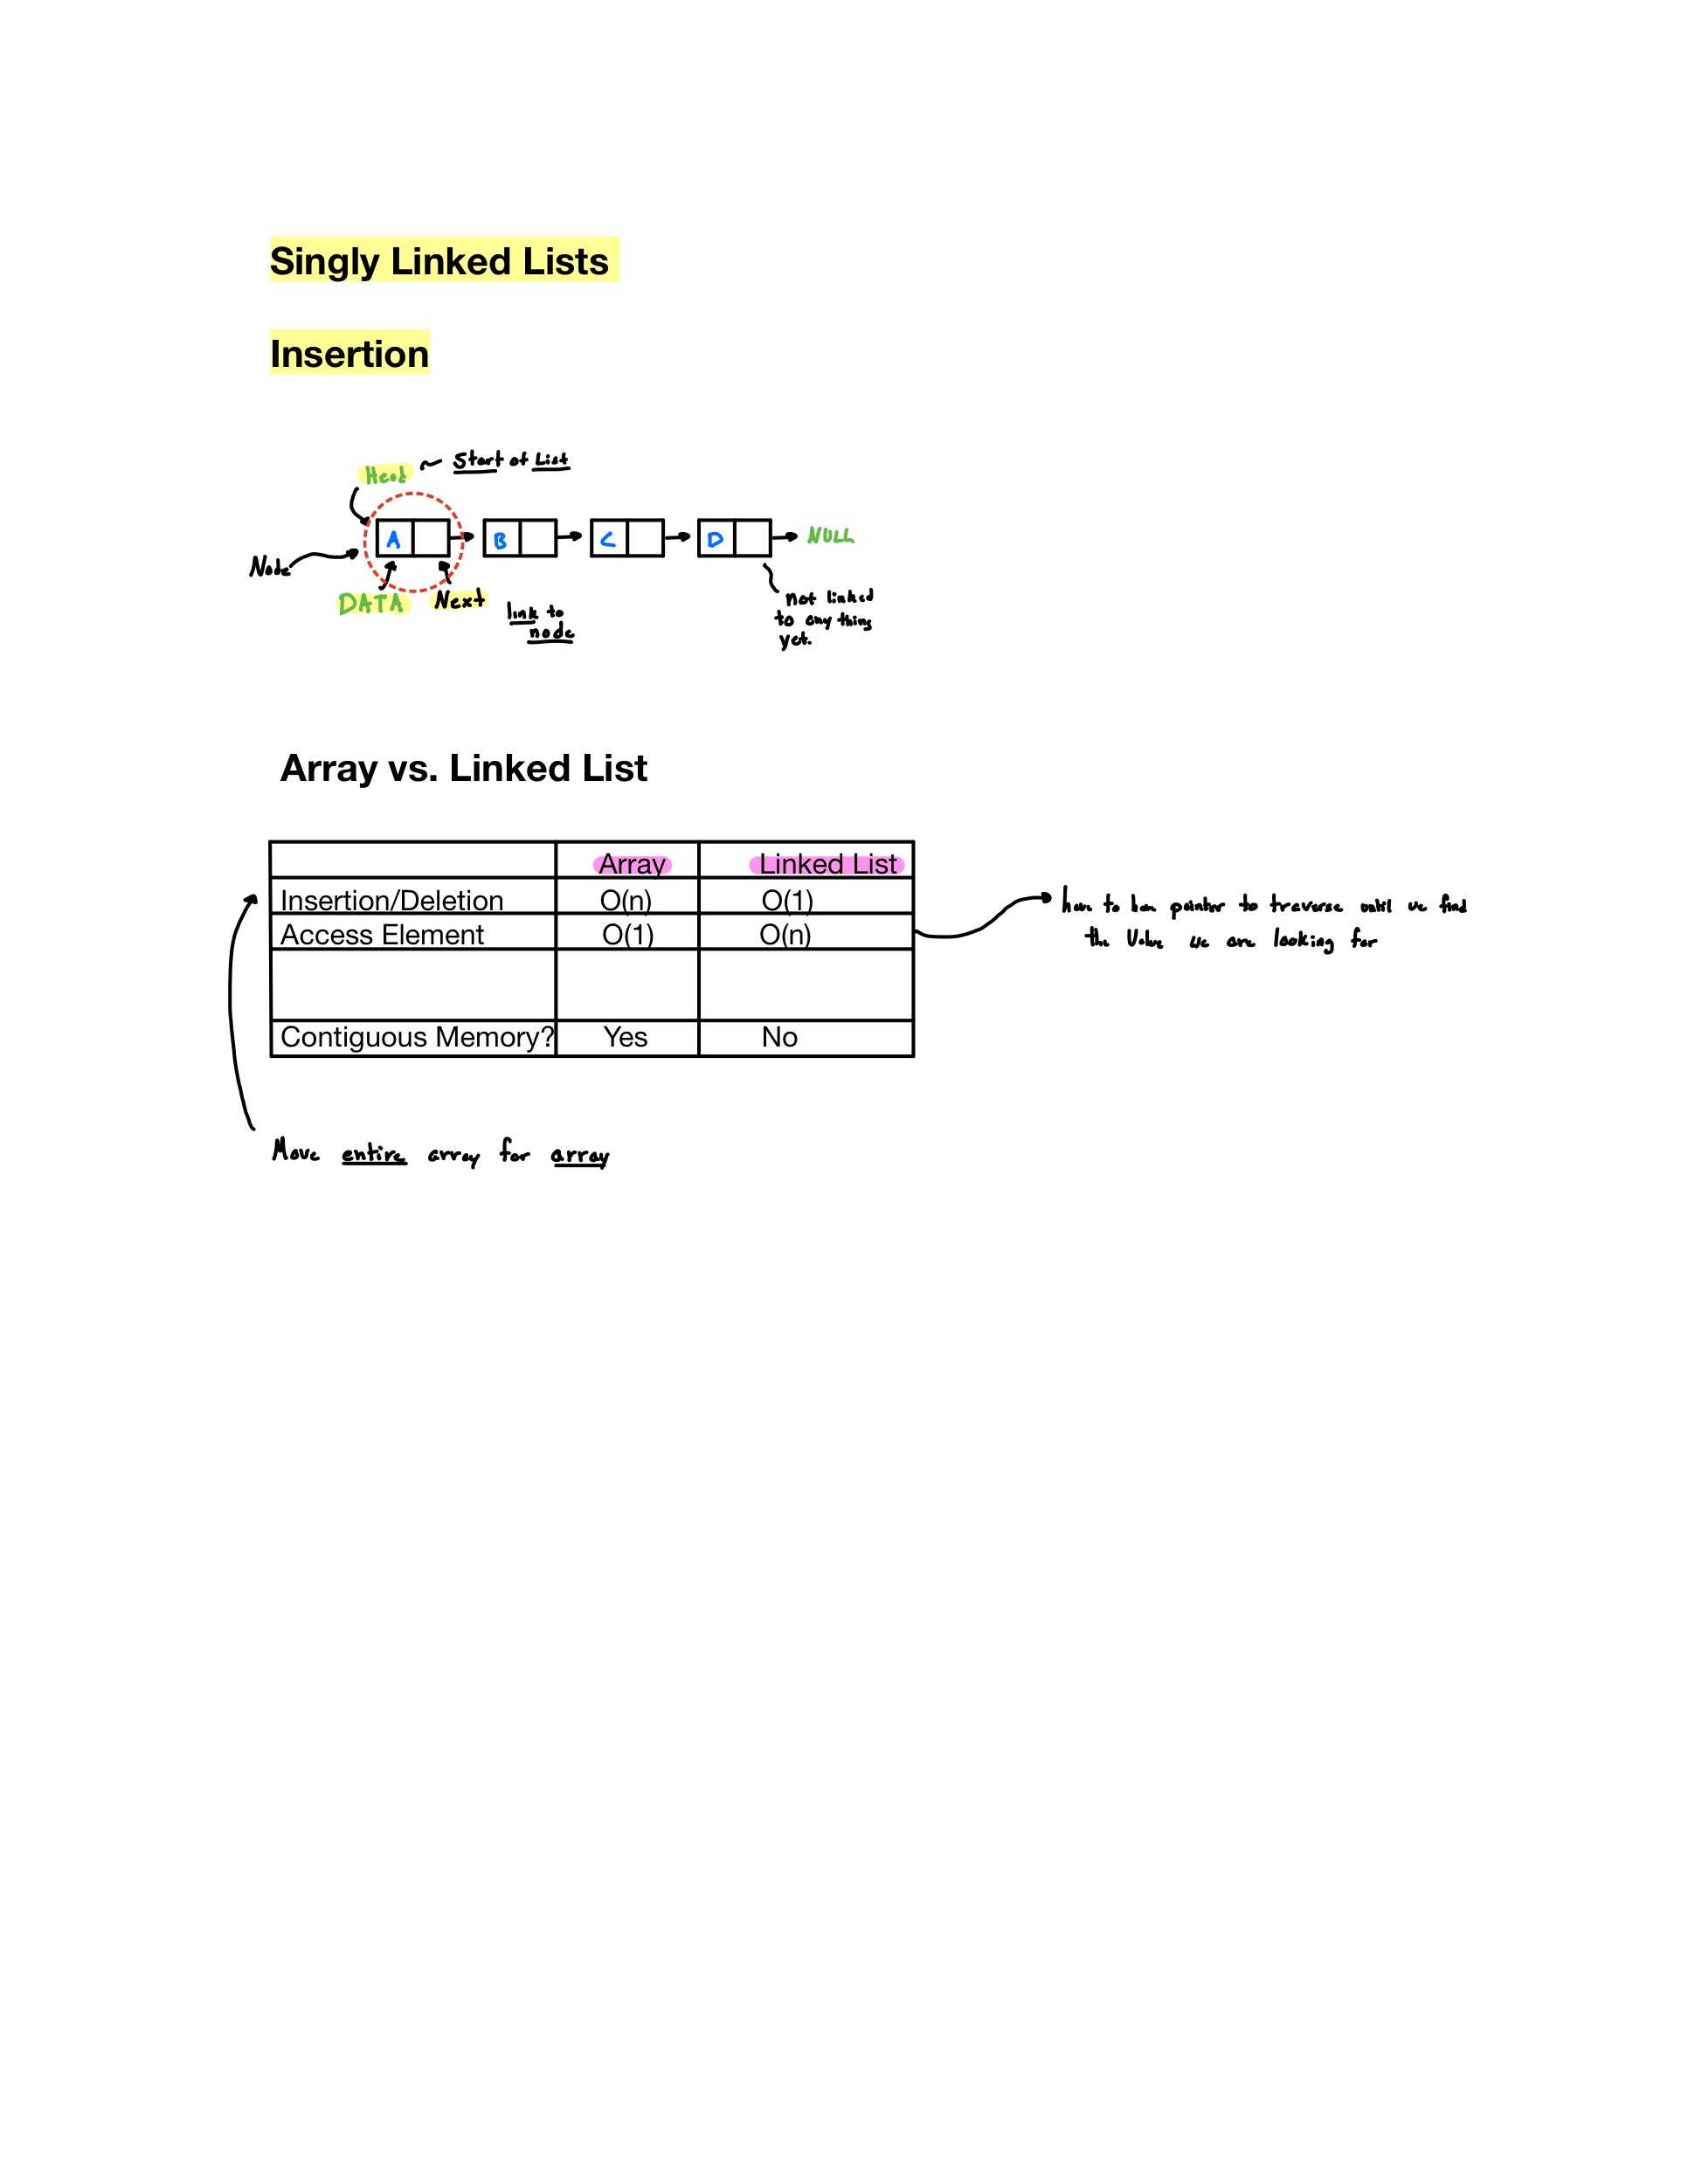 Singly Linked Lists
Insertion
Head ~ Start of List
A B C D NULL
Node
DATA Next
link to
node
not linked
to any thing
yet.
Array vs. Linked List
Array Linked List
Insertion/Deletion O(n) O(1)
Access Element O(1) O(n)
Contiguous Memory? Yes No
have to have pointer to traverse until we find
the Value we are looking for
Move entire array for array